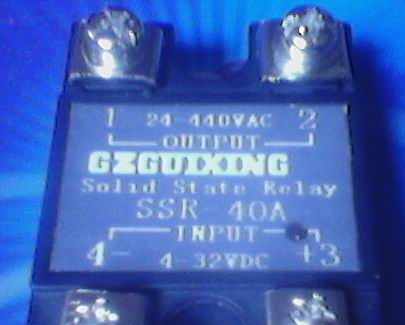 1 24-440VAC 2
OUTPUT
GZGUIXING
Solid State Relay
SSR-40A
INPUT
4- 4-32VDC +3